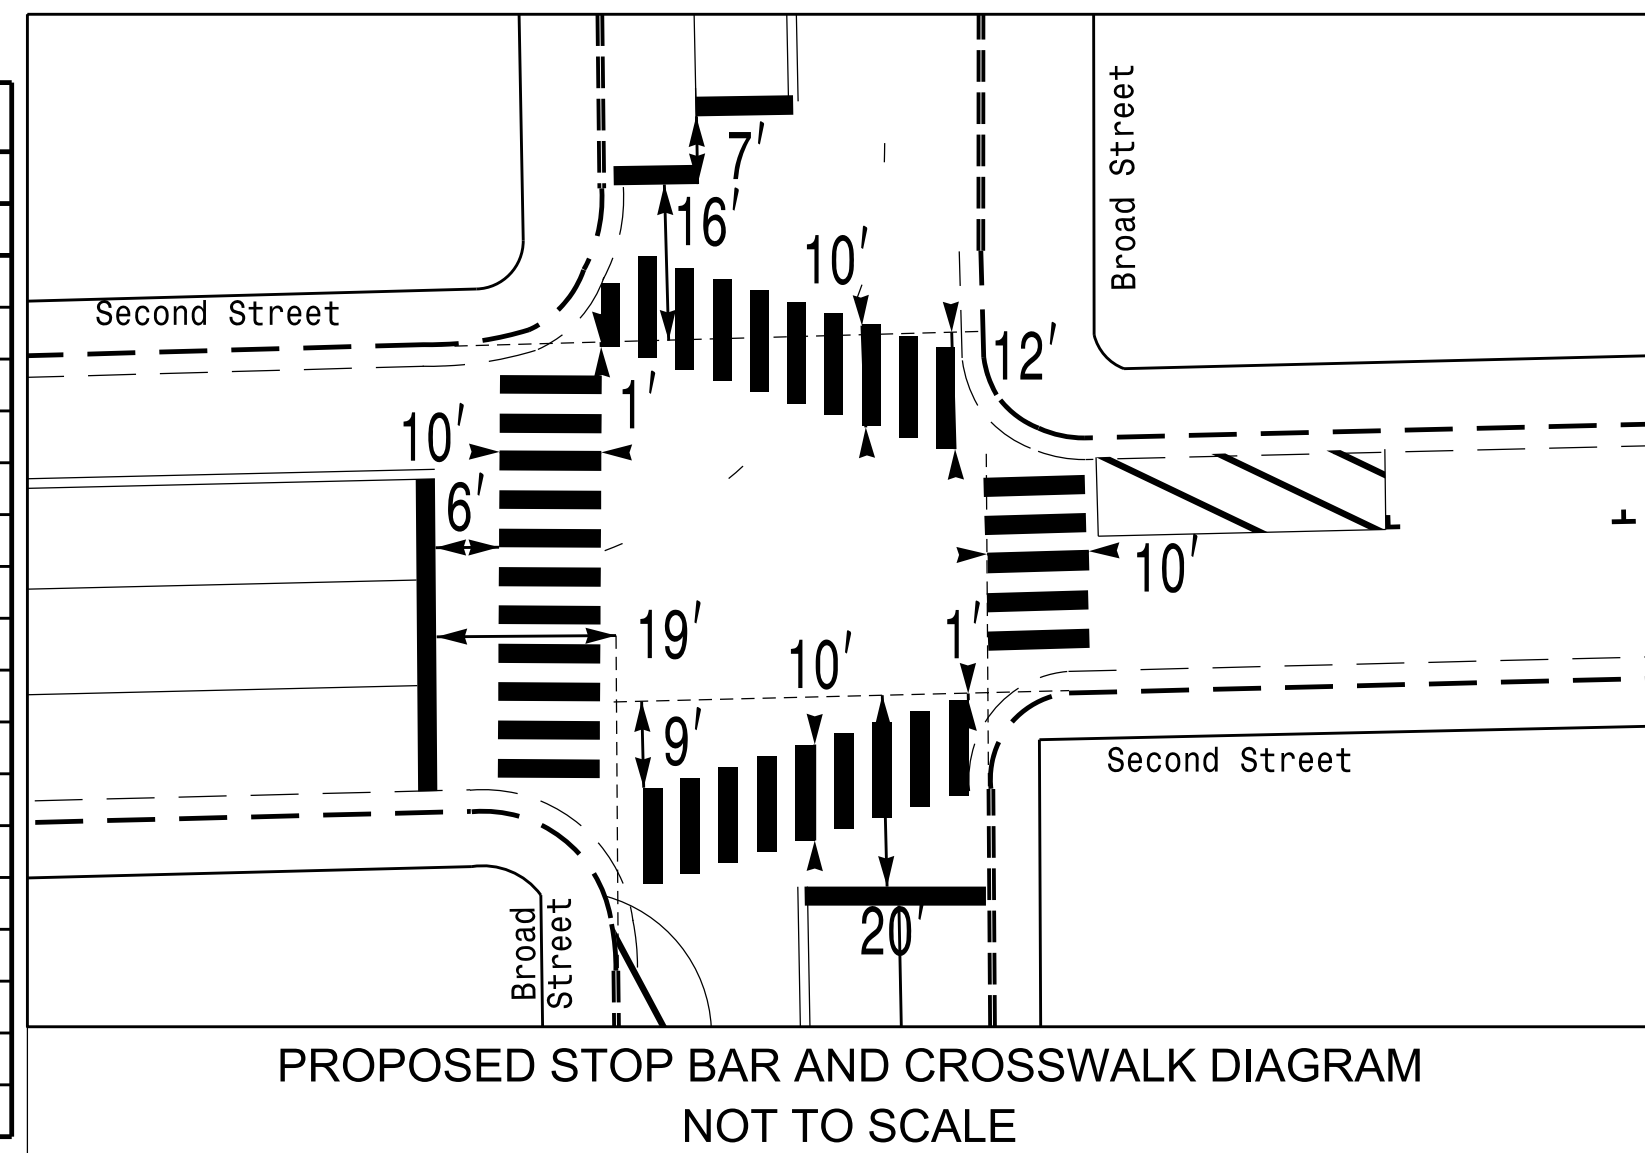 Broad Street
7'
16'
10'
Second Street
12'
1'
10'
6'
10'
19'
1'
10'
9'
Second Street
20'
Broad
Street
PROPOSED STOP BAR AND CROSSWALK DIAGRAM
NOT TO SCALE